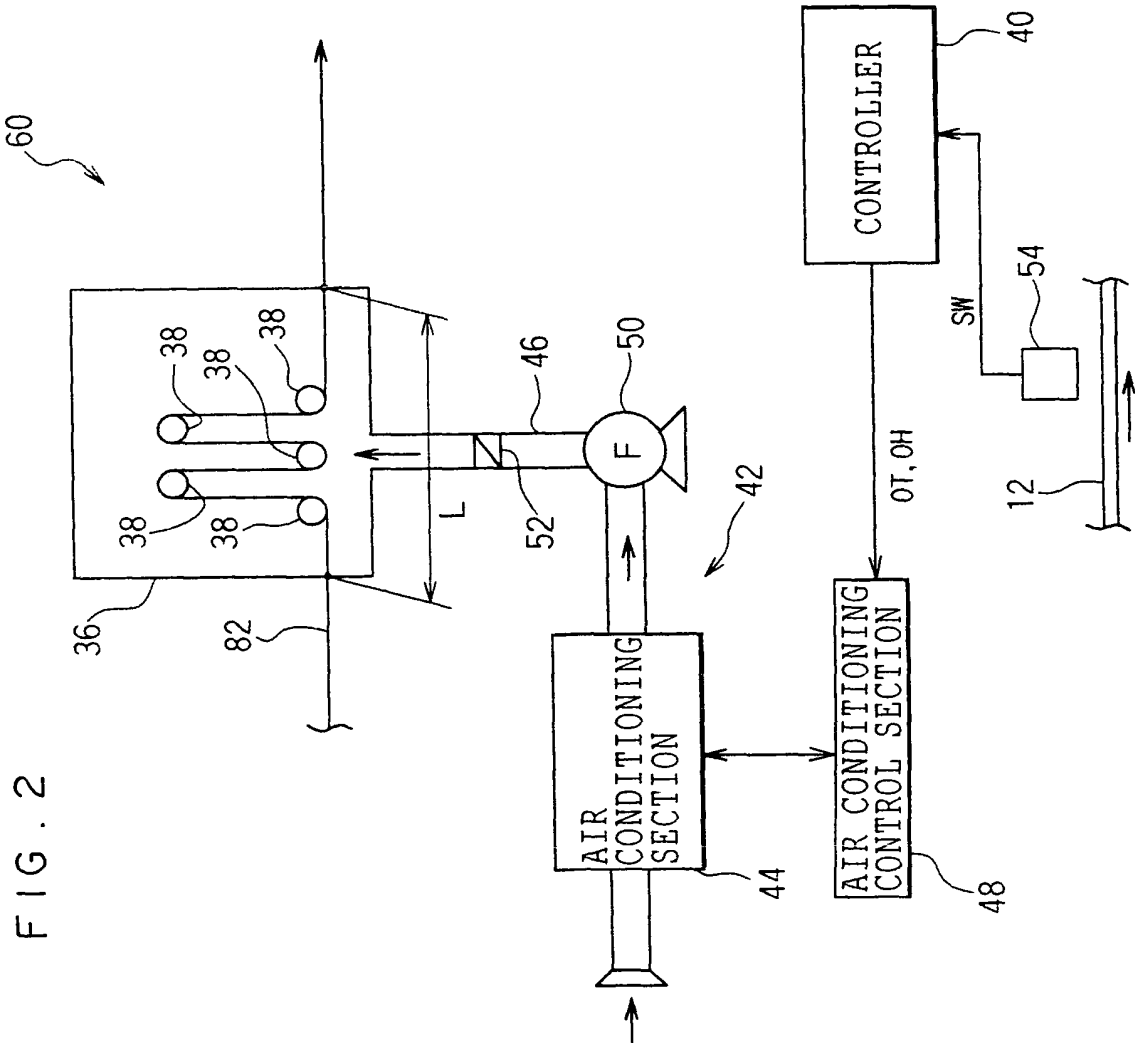 FIG. 2
60
36
38
38
38
38
38
82
L
46
52
50
F
42
AIR
CONDITIONING
SECTION
44
CONTROLLER
40
OT,OH
SW
54
12
AIR CONDITIONING
CONTROL SECTION
48